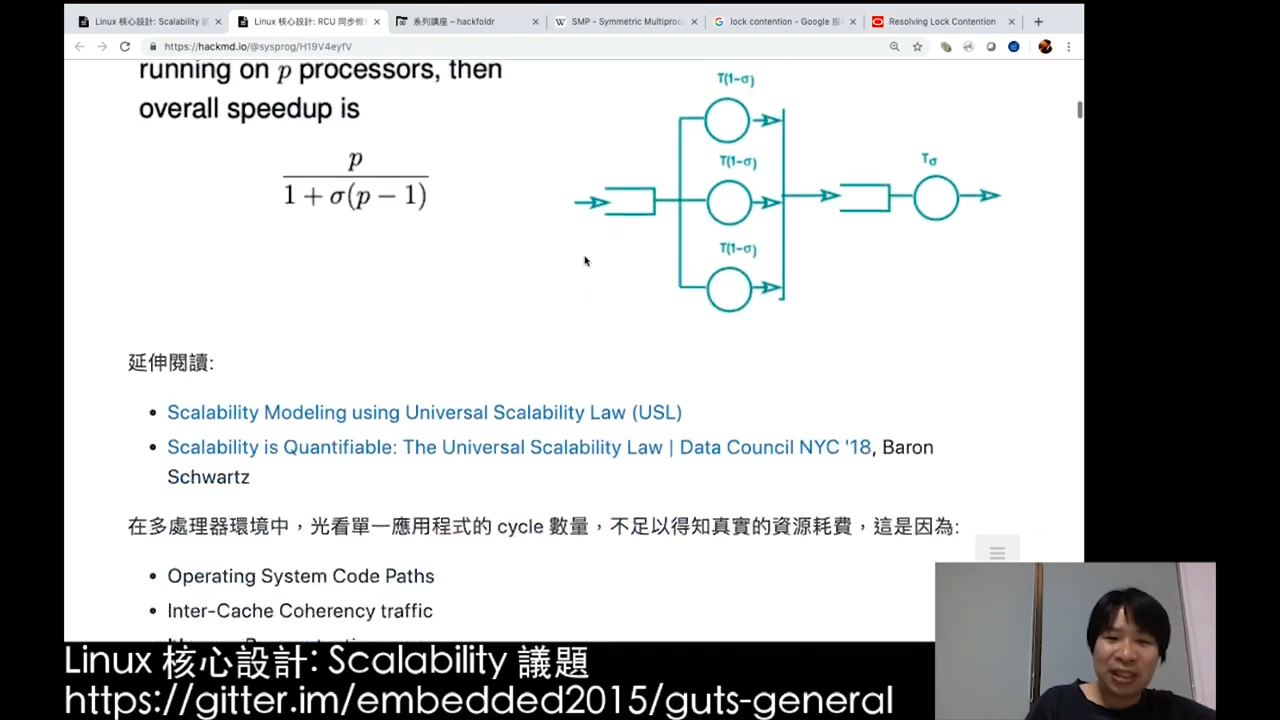 Linux 核心設計: Scalability 議
Linux 核心設計: RCU 同步機
系列講座 – hackfoldr
SMP - Symmetric Multiproc
lock contention - Google 搜
Resolving Lock Contention
https://hackmd.io/@sysprog/H19V4eyfV
running on p processors, then
overall speedup is
p
1 + σ(p − 1)
T(1-σ)
T(1-σ)
T(1-σ)
Tσ
延伸閱讀:
Scalability Modeling using Universal Scalability Law (USL)
Scalability is Quantifiable: The Universal Scalability Law | Data Council NYC '18, Baron
Schwartz
在多處理器環境中，光看單一應用程式的 cycle 數量，不足以得知真實的資源耗費，這是因為:
Operating System Code Paths
Inter-Cache Coherency traffic
Linux 核心設計: Scalability 議題
https://gitter.im/embedded2015/guts-general